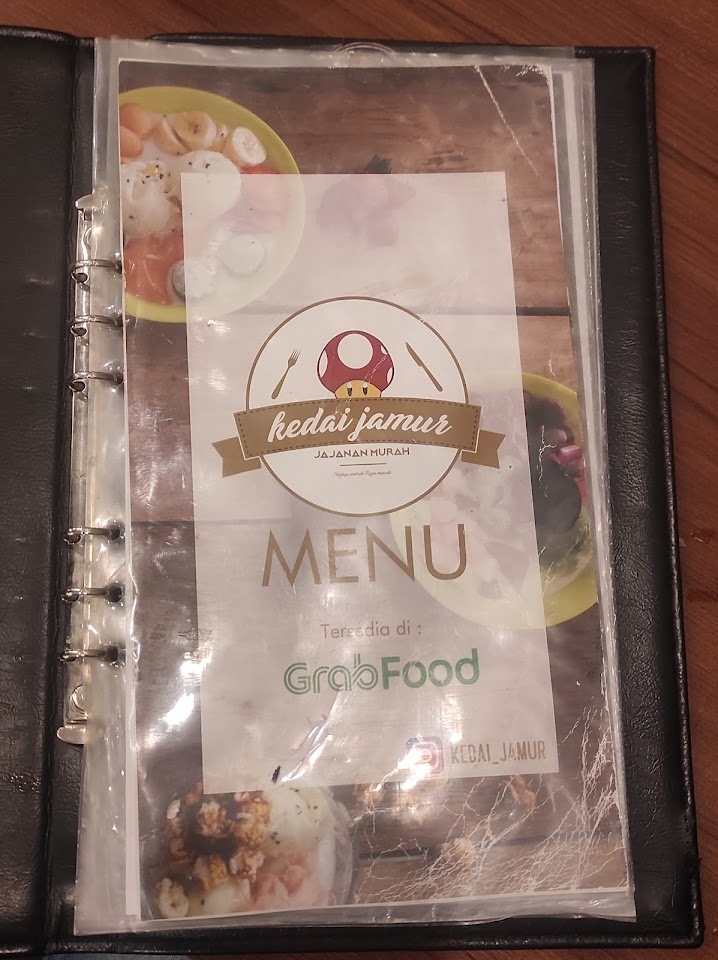 kedai jamur
JAJANAN MURAH
MENU
Tersedia di :
GrabFood
KEDAI_JAMUR